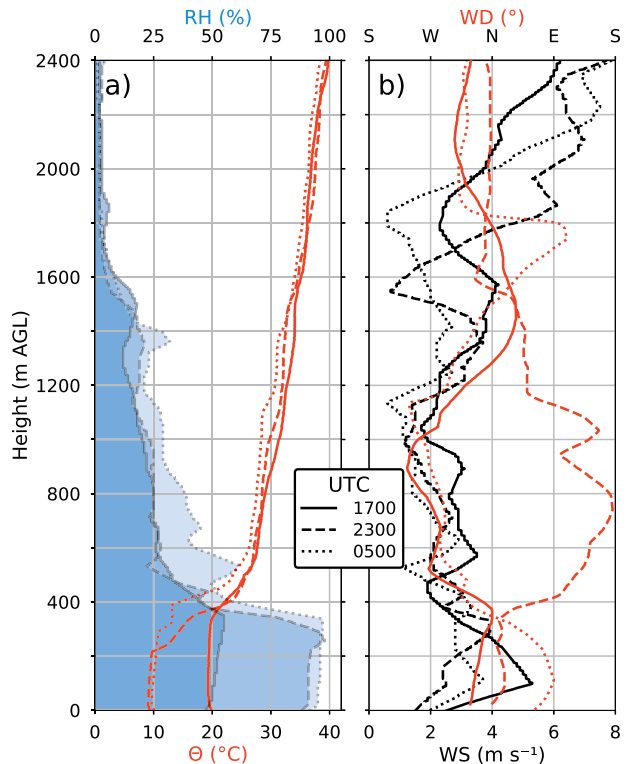 RH (%) WD (°)
0 25 50 75 100 S W N E S
2400 a) b)
2000
1600
1200
800
400
0
Height (m AGL)
UTC
1700
2300
0500
0 10 20 30 40 0 2 4 6 8
Θ (°C) WS (m s⁻¹)